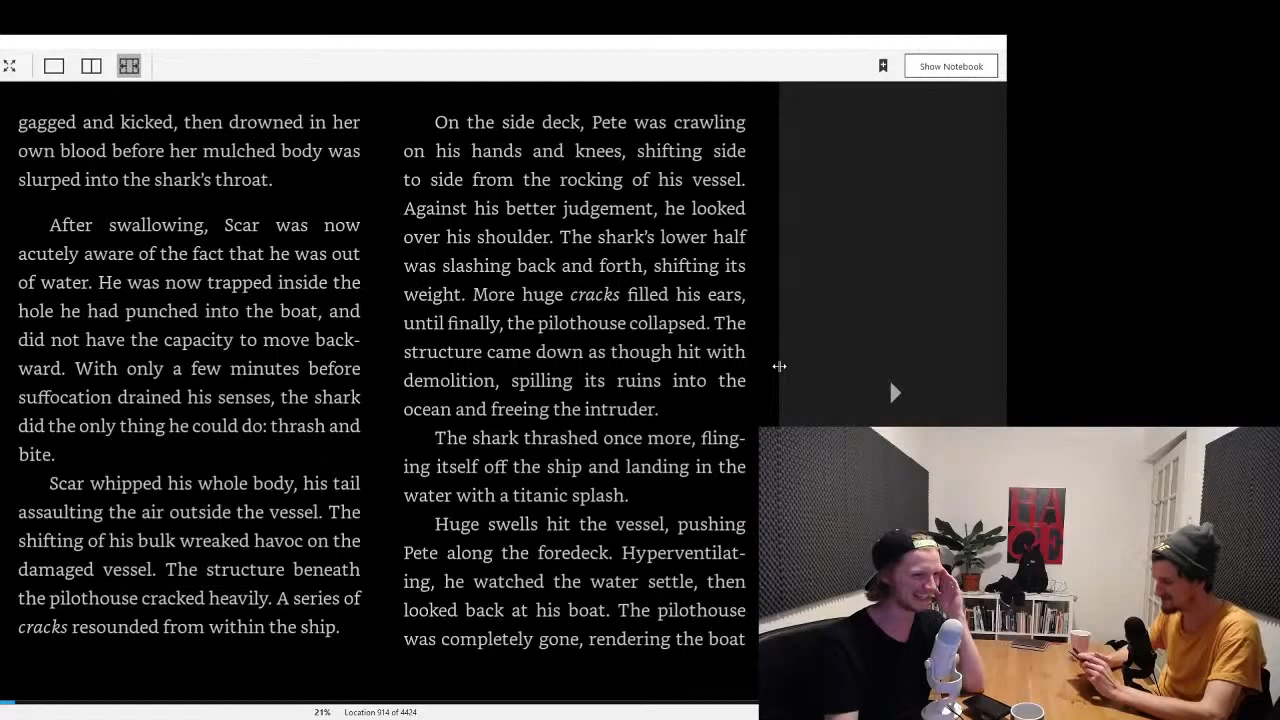 Show Notebook
gagged and kicked, then drowned in her
own blood before her mulched body was
slurped into the shark's throat.
After swallowing, Scar was now
acutely aware of the fact that he was out
of water. He was now trapped inside the
hole he had punched into the boat, and
did not have the capacity to move back-
ward. With only a few minutes before
suffocation drained his senses, the shark
did the only thing he could do: thrash and
bite.
Scar whipped his whole body, his tail
assaulting the air outside the vessel. The
shifting of his bulk wreaked havoc on the
damaged vessel. The structure beneath
the pilothouse cracked heavily. A series of
cracks resounded from within the ship.
On the side deck, Pete was crawling
on his hands and knees, shifting side
to side from the rocking of his vessel.
Against his better judgement, he looked
over his shoulder. The shark's lower half
was slashing back and forth, shifting its
weight. More huge cracks filled his ears,
until finally, the pilothouse collapsed. The
structure came down as though hit with
demolition, spilling its ruins into the
ocean and freeing the intruder.
The shark thrashed once more, fling-
ing itself off the ship and landing in the
water with a titanic splash.
Huge swells hit the vessel, pushing
Pete along the foredeck. Hyperventilat-
ing, he watched the water settle, then
looked back at his boat. The pilothouse
was completely gone, rendering the boat
21% Location 914 of 4424
HA